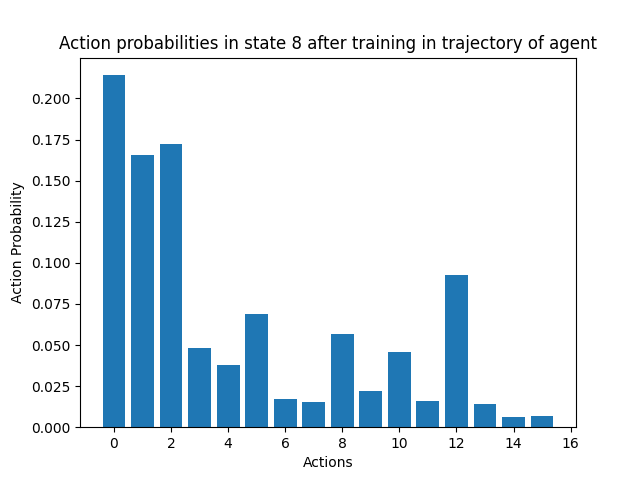 Action probabilities in state 8 after training in trajectory of agent
0.200
0.175
0.150
0.125
0.100
0.075
0.050
0.025
0.000
Action Probability
0 2 4 6 8 10 12 14 16
Actions